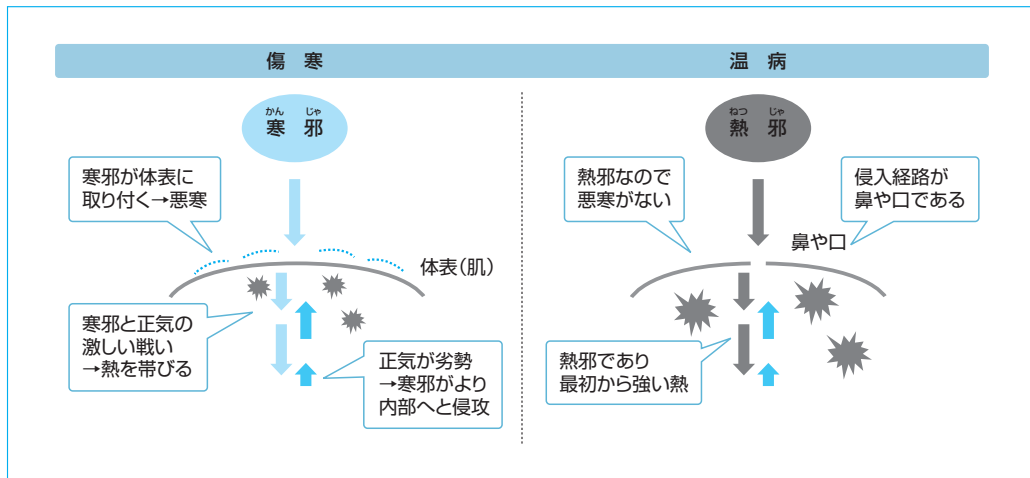 傷 寒
かん じゃ
寒 邪
寒邪が体表に
取り付く→悪寒
体表（肌）
寒邪と正気の
激しい戦い
→熱を帯びる
正気が劣勢
→寒邪がより
内部へと侵攻
温 病
ねつ じゃ
熱 邪
熱邪なので
悪寒がない
侵入経路が
鼻や口である
鼻や口
熱邪であり
最初から強い熱